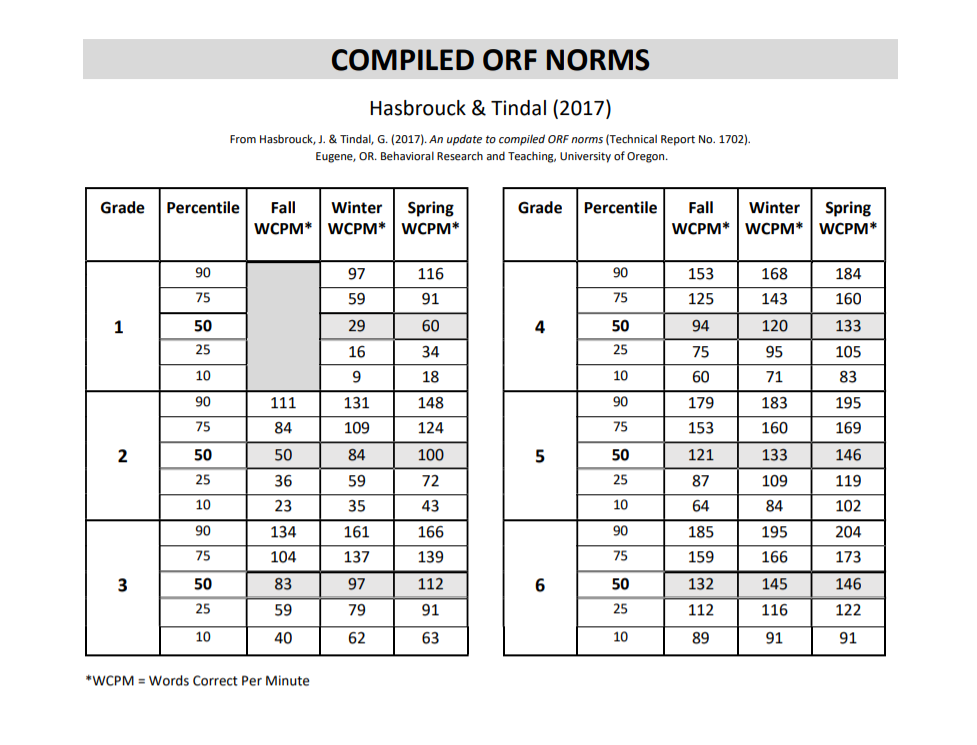 COMPILED ORF NORMS
Hasbrouck & Tindal (2017)
From Hasbrouck, J. & Tindal, G. (2017). An update to compiled ORF norms (Technical Report No. 1702).
Eugene, OR. Behavioral Research and Teaching, University of Oregon.
Grade Percentile Fall WCPM* Winter WCPM* Spring WCPM*
1
90 97 116
75 59 91
50 29 60
25 16 34
10 9 18
2
90 111 131 148
75 84 109 124
50 50 84 100
25 36 59 72
10 23 35 43
3
90 134 161 166
75 104 137 139
50 83 97 112
25 59 79 91
10 40 62 63
Grade Percentile Fall WCPM* Winter WCPM* Spring WCPM*
4
90 153 168 184
75 125 143 160
50 94 120 133
25 75 95 105
10 60 71 83
5
90 179 183 195
75 153 160 169
50 121 133 146
25 87 109 119
10 64 84 102
6
90 185 195 204
75 159 166 173
50 132 145 146
25 112 116 122
10 89 91 91
*WCPM = Words Correct Per Minute